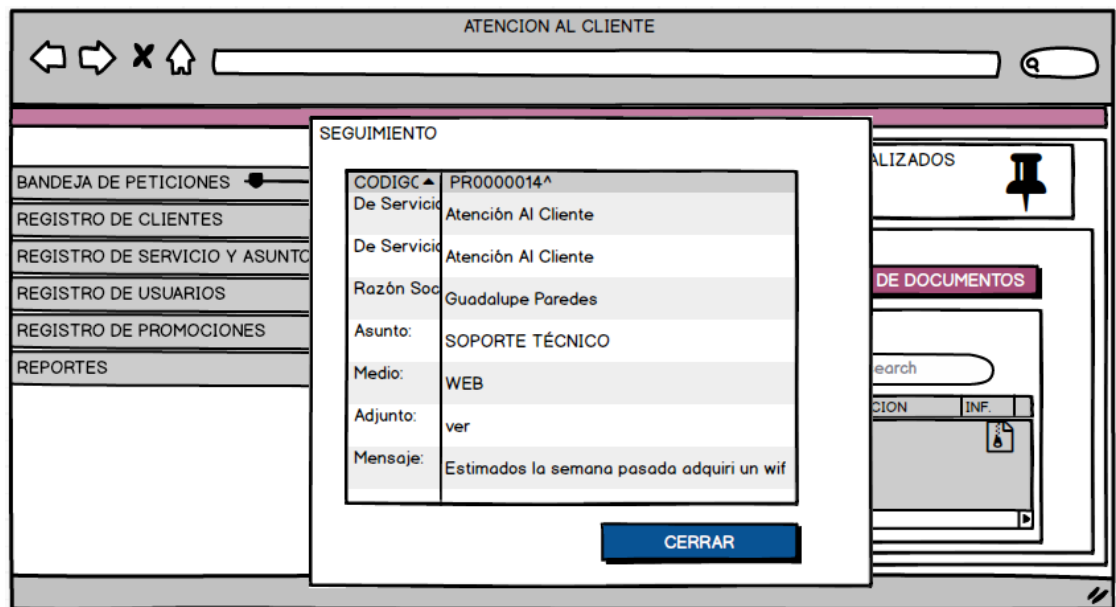 ATENCION AL CLIENTE
SEGUIMIENTO
ALIZADOS
BANDEJA DE PETICIONES
REGISTRO DE CLIENTES
REGISTRO DE SERVICIO Y ASUNTO
REGISTRO DE USUARIOS
REGISTRO DE PROMOCIONES
REPORTES
CODIGO PR0000014^
De Servicio Atención Al Cliente
De Servicio Atención Al Cliente
Razón Soc Guadalupe Paredes
Asunto: SOPORTE TÉCNICO
Medio: WEB
Adjunto: ver
Mensaje: Estimados la semana pasada adquiri un wif
CERRAR
DE DOCUMENTOS
earch
CION INF.